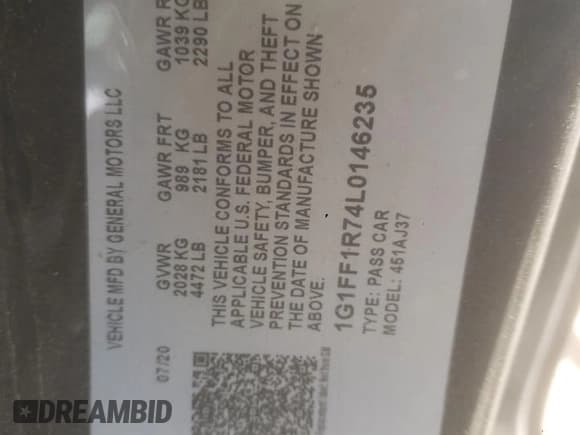 VEHICLE MFD BY GENERAL MOTORS LLC
07/20
GVWR
2028 KG
4472 LB
GAWR FRT
989 KG
2181 LB
GAWR R
1039 KG
2290 LB
THIS VEHICLE CONFORMS TO ALL
APPLICABLE U.S. FEDERAL MOTOR
VEHICLE SAFETY, BUMPER, AND THEFT
PREVENTION STANDARDS IN EFFECT ON
THE DATE OF MANUFACTURE SHOWN
ABOVE.
1G1FF1R74L0146235
TYPE: PASS CAR
MODEL: 451AJ37
DREAMBID